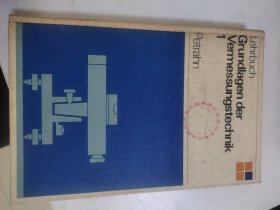 Lehrbuch
Grundlagen der
Vermessungstechnik
1
Petrahn